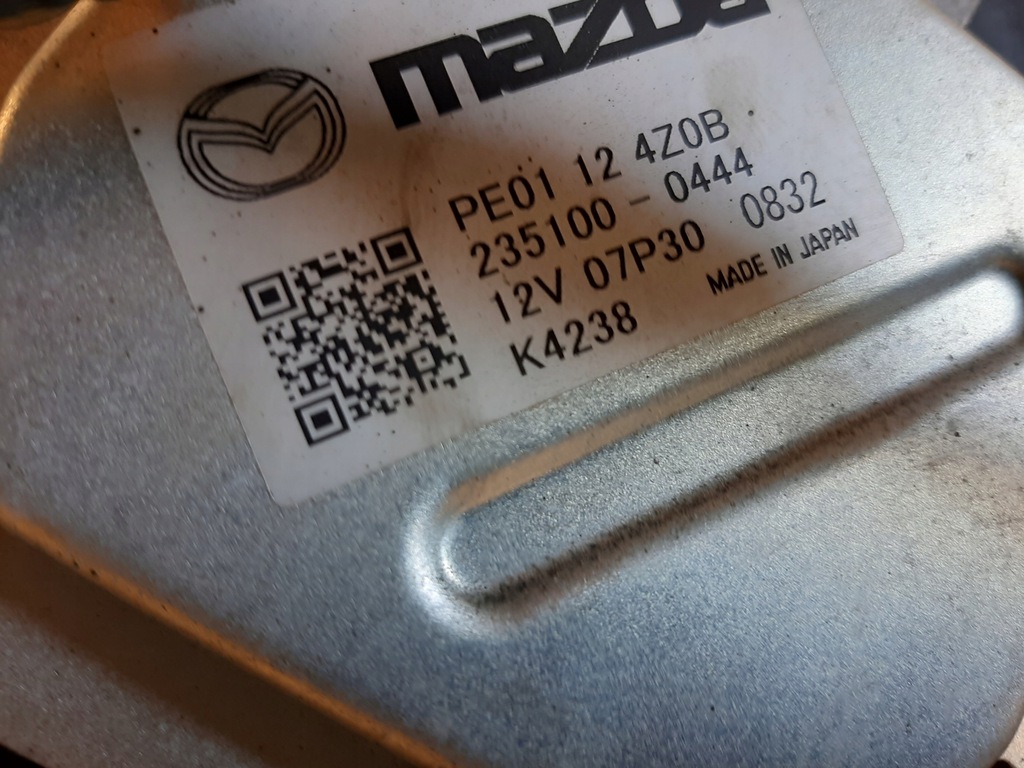 mazda
PE01 12 4Z0B
235100-0444
12V 07P30 0832
K4238 MADE IN JAPAN